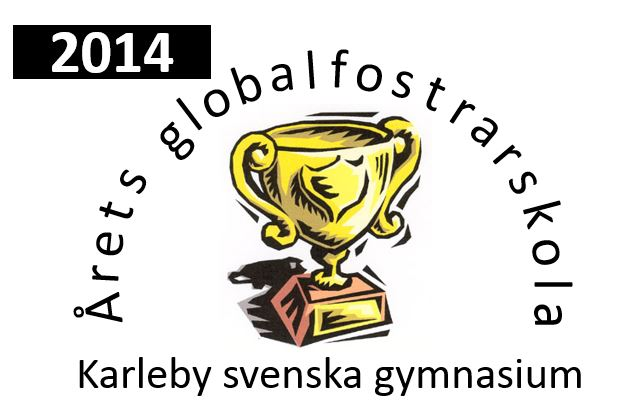 2014
Årets globalfostrarskola
Karleby svenska gymnasium